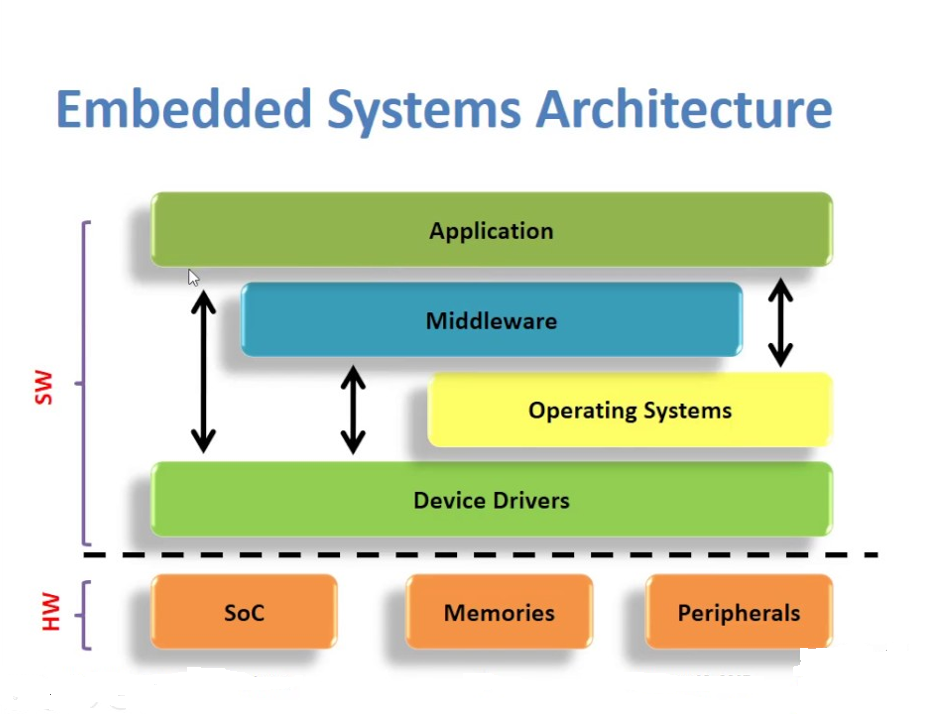 Embedded Systems Architecture
Application
Middleware
Operating Systems
Device Drivers
SW
SoC
Memories
Peripherals
HW